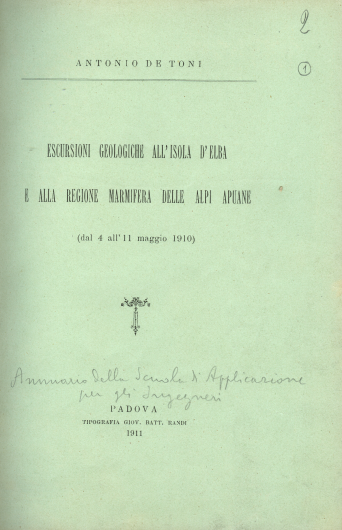 2
1
ANTONIO DE TONI
ESCURSIONI GEOLOGICHE ALL'ISOLA D'ELBA
E ALLA REGIONE MARMIFERA DELLE ALPI APUANE
(dal 4 all'11 maggio 1910)
Annuario della Scuola d'Applicazione
per gli Ingegneri
PADOVA
TIPOGRAFIA GIOV. BATT. RANDI
1911